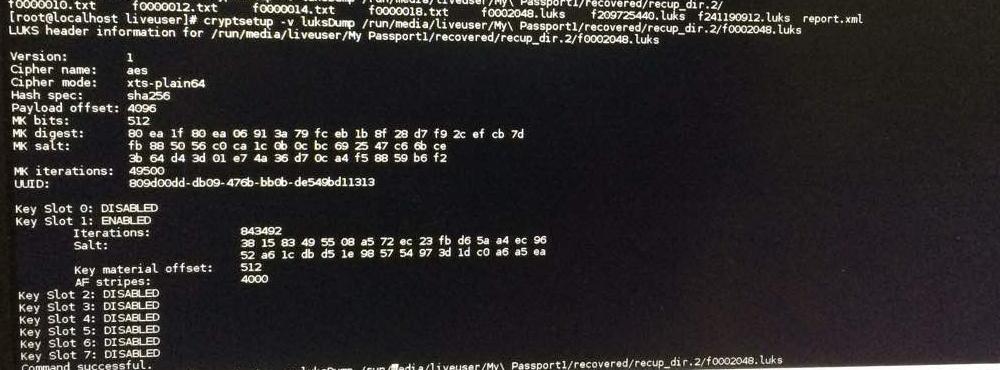 f0000010.txt f0000012.txt f0000014.txt f0000018.txt f0002048.luks f209725440.luks f241190912.luks report.xml
[root@localhost liveuser]# cryptsetup -v luksDump /run/media/liveuser/My\ Passport1/recovered/recup_dir.2/
LUKS header information for /run/media/liveuser/My Passport1/recovered/recup_dir.2/f0002048.luks
Version: 1
Cipher name: aes
Cipher mode: xts-plain64
Hash spec: sha256
Payload offset: 4096
MK bits: 512
MK digest: 80 ea 1f 80 ea 06 91 3a 79 fc eb 1b 8f 28 d7 f9 2c ef cb 7d
MK salt: fb 88 50 56 c0 ca 1c 0b 0c bc 69 25 47 c6 6b ce
3b 64 d4 3d 01 e7 4a 36 d7 0c a4 f5 88 59 b6 f2
MK iterations: 49500
UUID: 809d00dd-db09-476b-bb0b-de549bd11313
Key Slot 0: DISABLED
Key Slot 1: ENABLED
Iterations: 843492
Salt: 38 15 83 49 55 08 a5 72 ec 23 fb d6 5a a4 ec 96
52 a6 1c db d5 1e 98 57 54 97 3d 1d c0 a6 a5 ea
Key material offset: 512
AF stripes: 4000
Key Slot 2: DISABLED
Key Slot 3: DISABLED
Key Slot 4: DISABLED
Key Slot 5: DISABLED
Key Slot 6: DISABLED
Key Slot 7: DISABLED
Command successful.
luksDump /run/media/liveuser/My\ Passport1/recovered/recup_dir.2/f0002048.luks